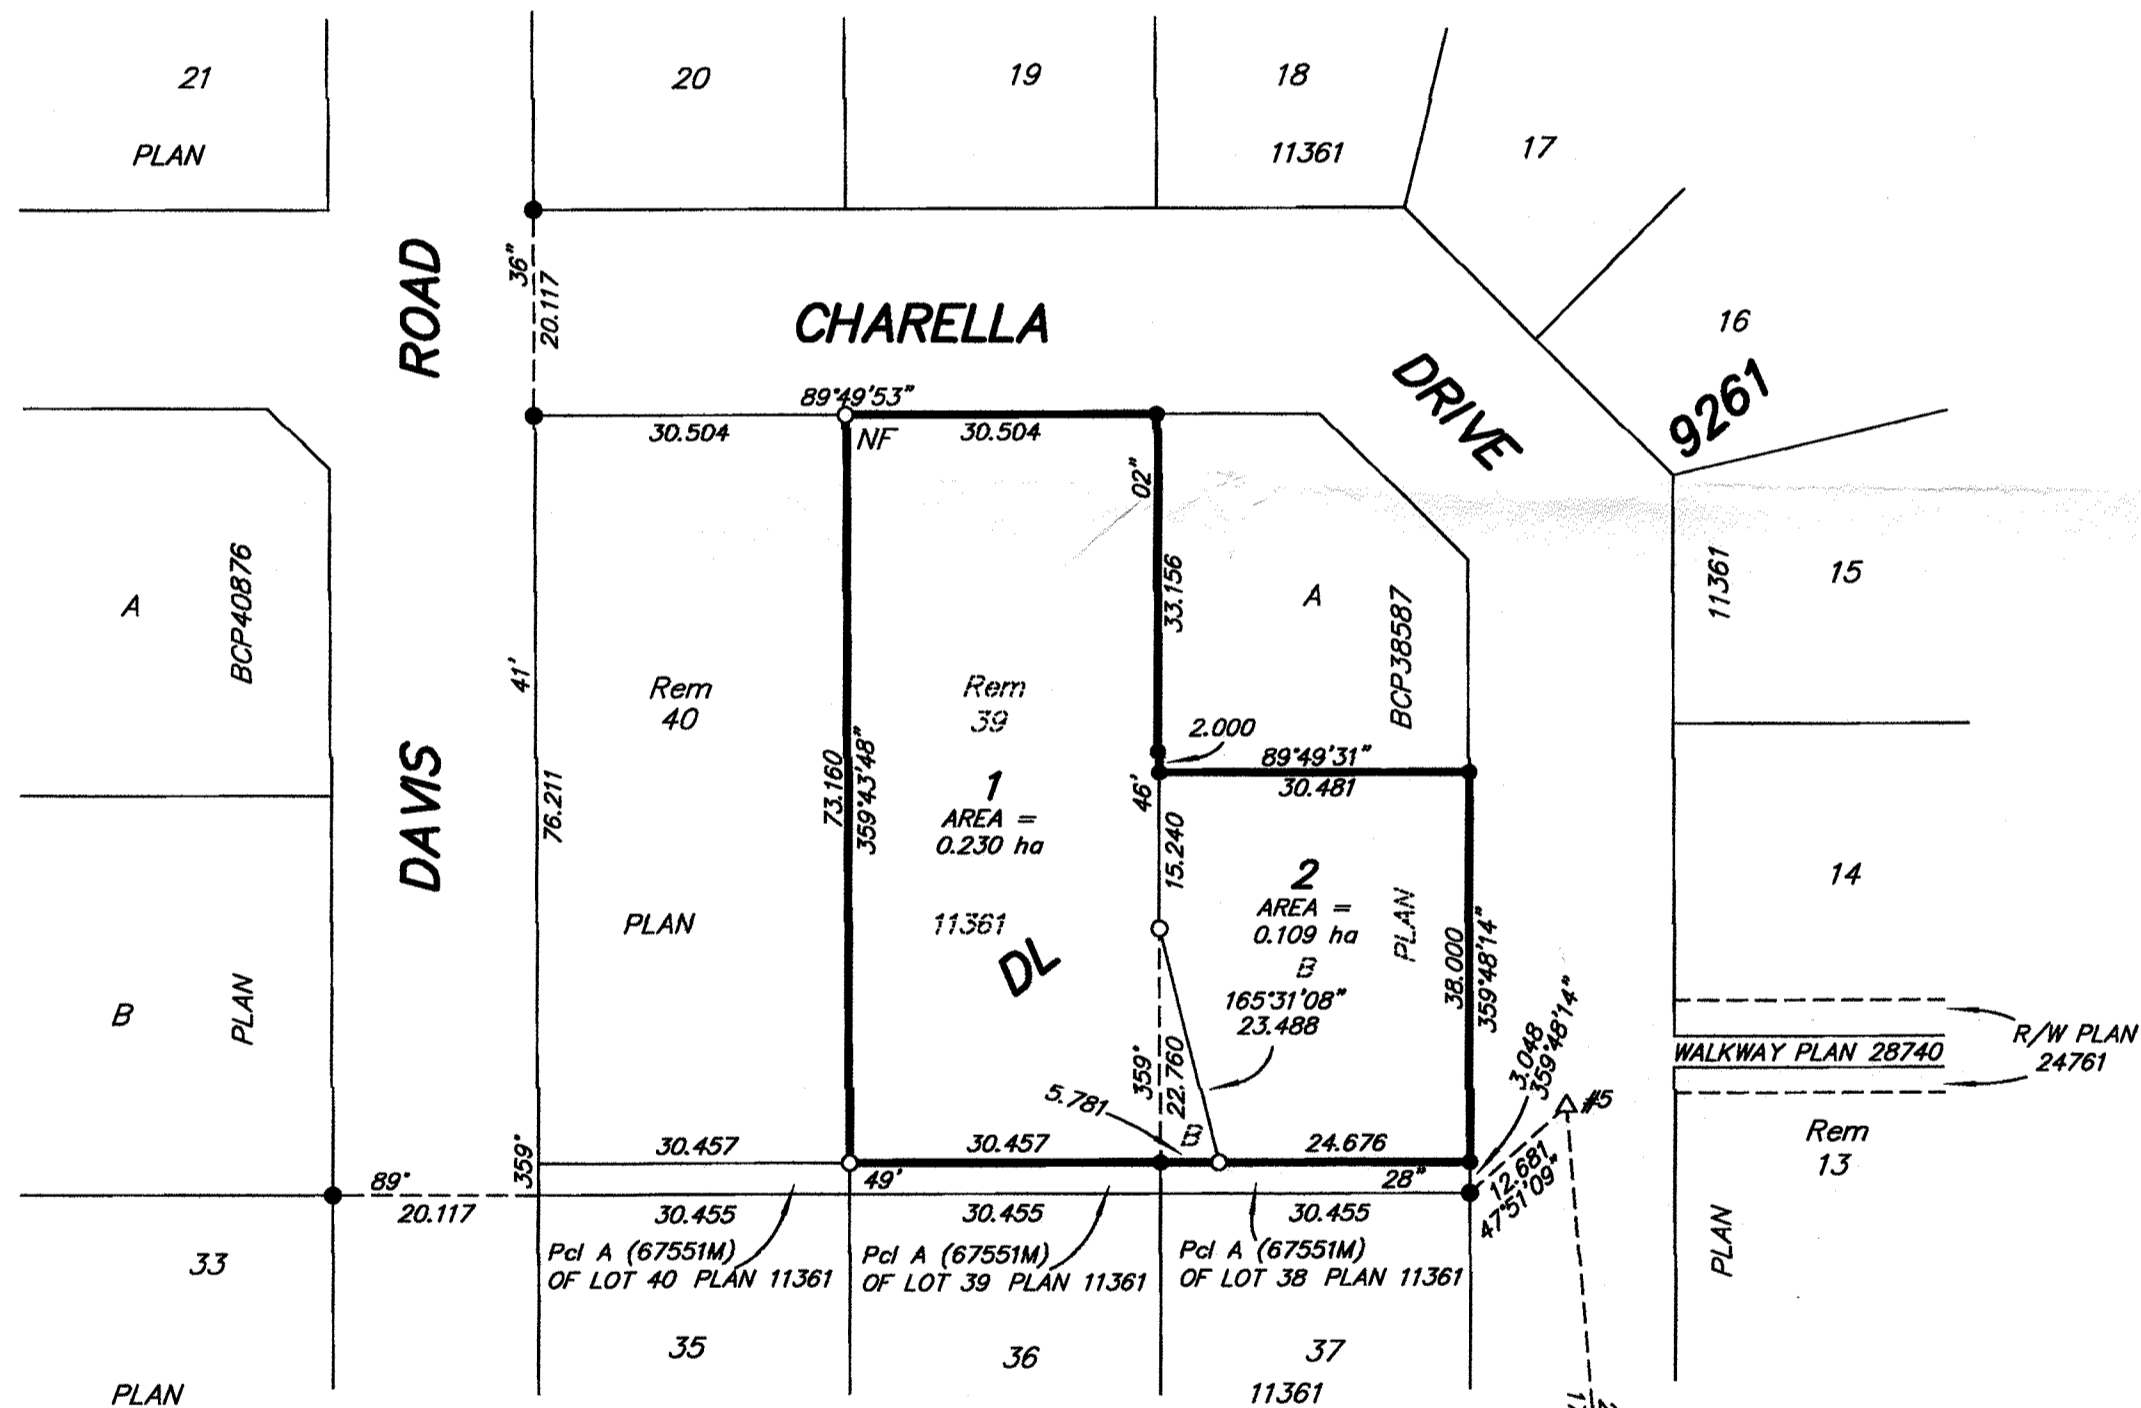 21
20
19
18
17
PLAN
11361
16
36"
20.117
ROAD
CHARELLA
DRIVE
9261
89°49'53"
30.504
NF
30.504
02"
33.156
A
BCP40876
A
BCP38587
11361
15
41'
Rem
40
Rem
39
2.000
89°49'31"
30.481
46'
73.160
359°43'48"
1
AREA =
0.230 ha
76.211
DAVIS
15.240
2
AREA =
0.109 ha
B
PLAN
14
PLAN
11361
DL
165°31'08"
23.488
38.000
359°48'14"
B
PLAN
359°
22.760
3.048
359°48'14"
WALKWAY PLAN 28740
R/W PLAN
24761
5.781
B
#5
Rem
13
30.457
30.457
24.676
359°
89°
49'
28"
12.681
47°51'09"
20.117
30.455
30.455
30.455
Pcl A (67551M)
OF LOT 40 PLAN 11361
Pcl A (67551M)
OF LOT 39 PLAN 11361
Pcl A (67551M)
OF LOT 38 PLAN 11361
PLAN
33
35
36
37
11361
PLAN